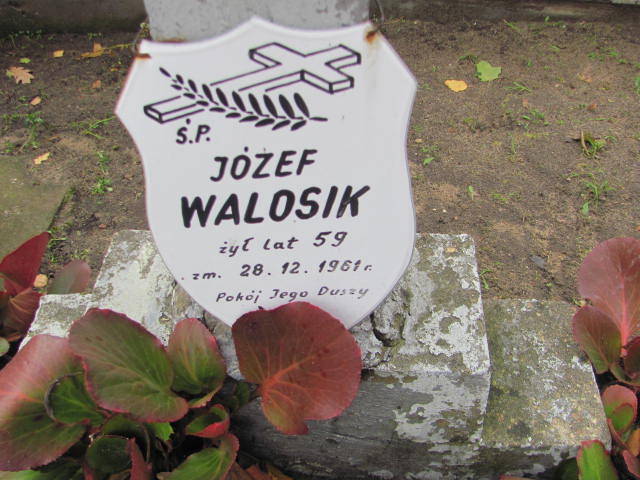 Ś.P.
JÓZEF
WALOSIK
żył lat 59
zm. 28.12.1961 r.
Pokój Jego Duszy